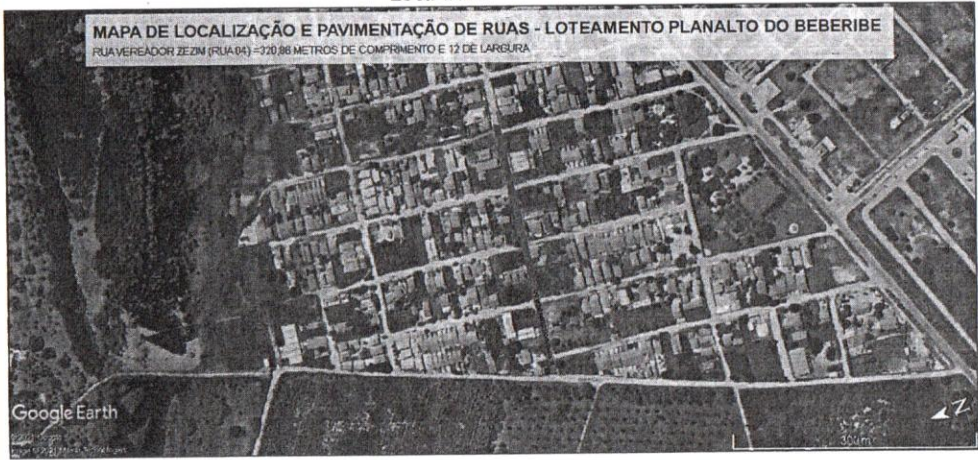 MAPA DE LOCALIZAÇÃO E PAVIMENTAÇÃO DE RUAS - LOTEAMENTO PLANALTO DO BEBERIBE
RUA VEREADOR ZEZIM (RUA 04) =320,86 METROS DE COMPRIMENTO E 12 DE LARGURA
Google Earth
N
300 m